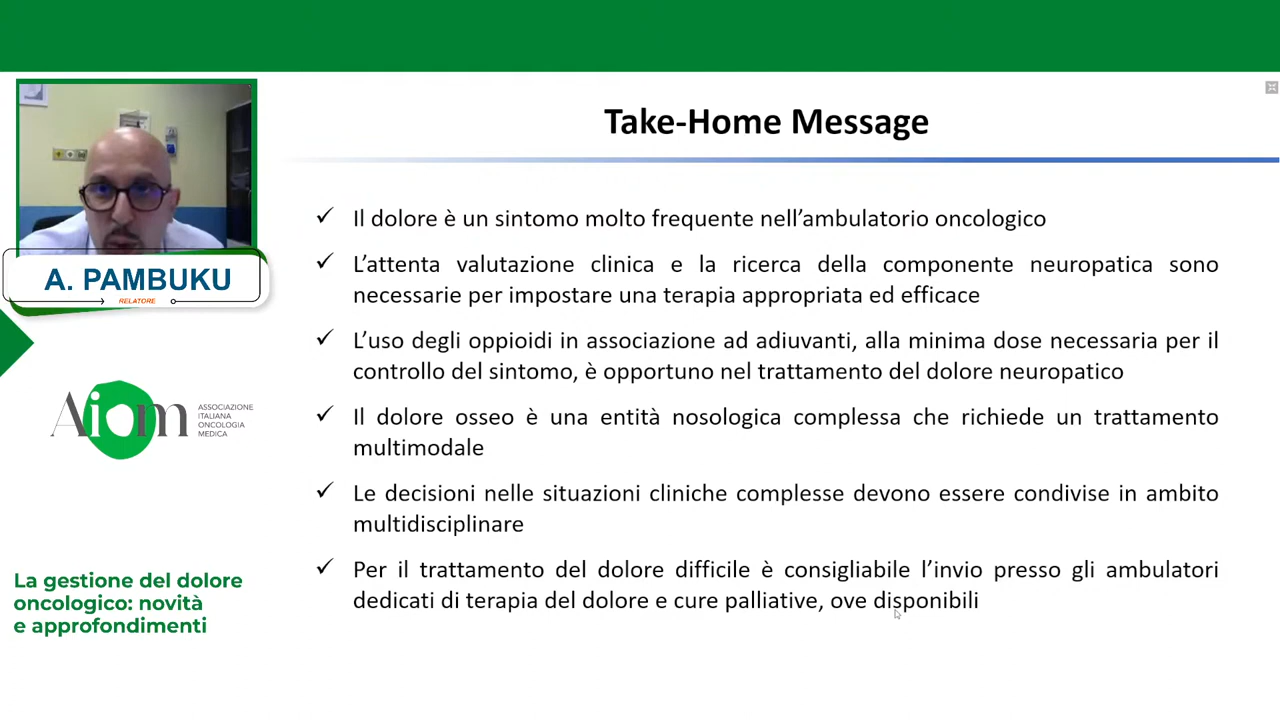 Take-Home Message
✓ Il dolore è un sintomo molto frequente nell’ambulatorio oncologico
✓ L’attenta valutazione clinica e la ricerca della componente neuropatica sono
necessarie per impostare una terapia appropriata ed efficace
✓ L’uso degli oppioidi in associazione ad adiuvanti, alla minima dose necessaria per il
controllo del sintomo, è opportuno nel trattamento del dolore neuropatico
✓ Il dolore osseo è una entità nosologica complessa che richiede un trattamento
multimodale
✓ Le decisioni nelle situazioni cliniche complesse devono essere condivise in ambito
multidisciplinare
✓ Per il trattamento del dolore difficile è consigliabile l’invio presso gli ambulatori
dedicati di terapia del dolore e cure palliative, ove disponibili
A. PAMBUKU
RELATORE
Aiom
ASSOCIAZIONE
ITALIANA
ONCOLOGIA
MEDICA
La gestione del dolore
oncologico: novità
e approfondimenti